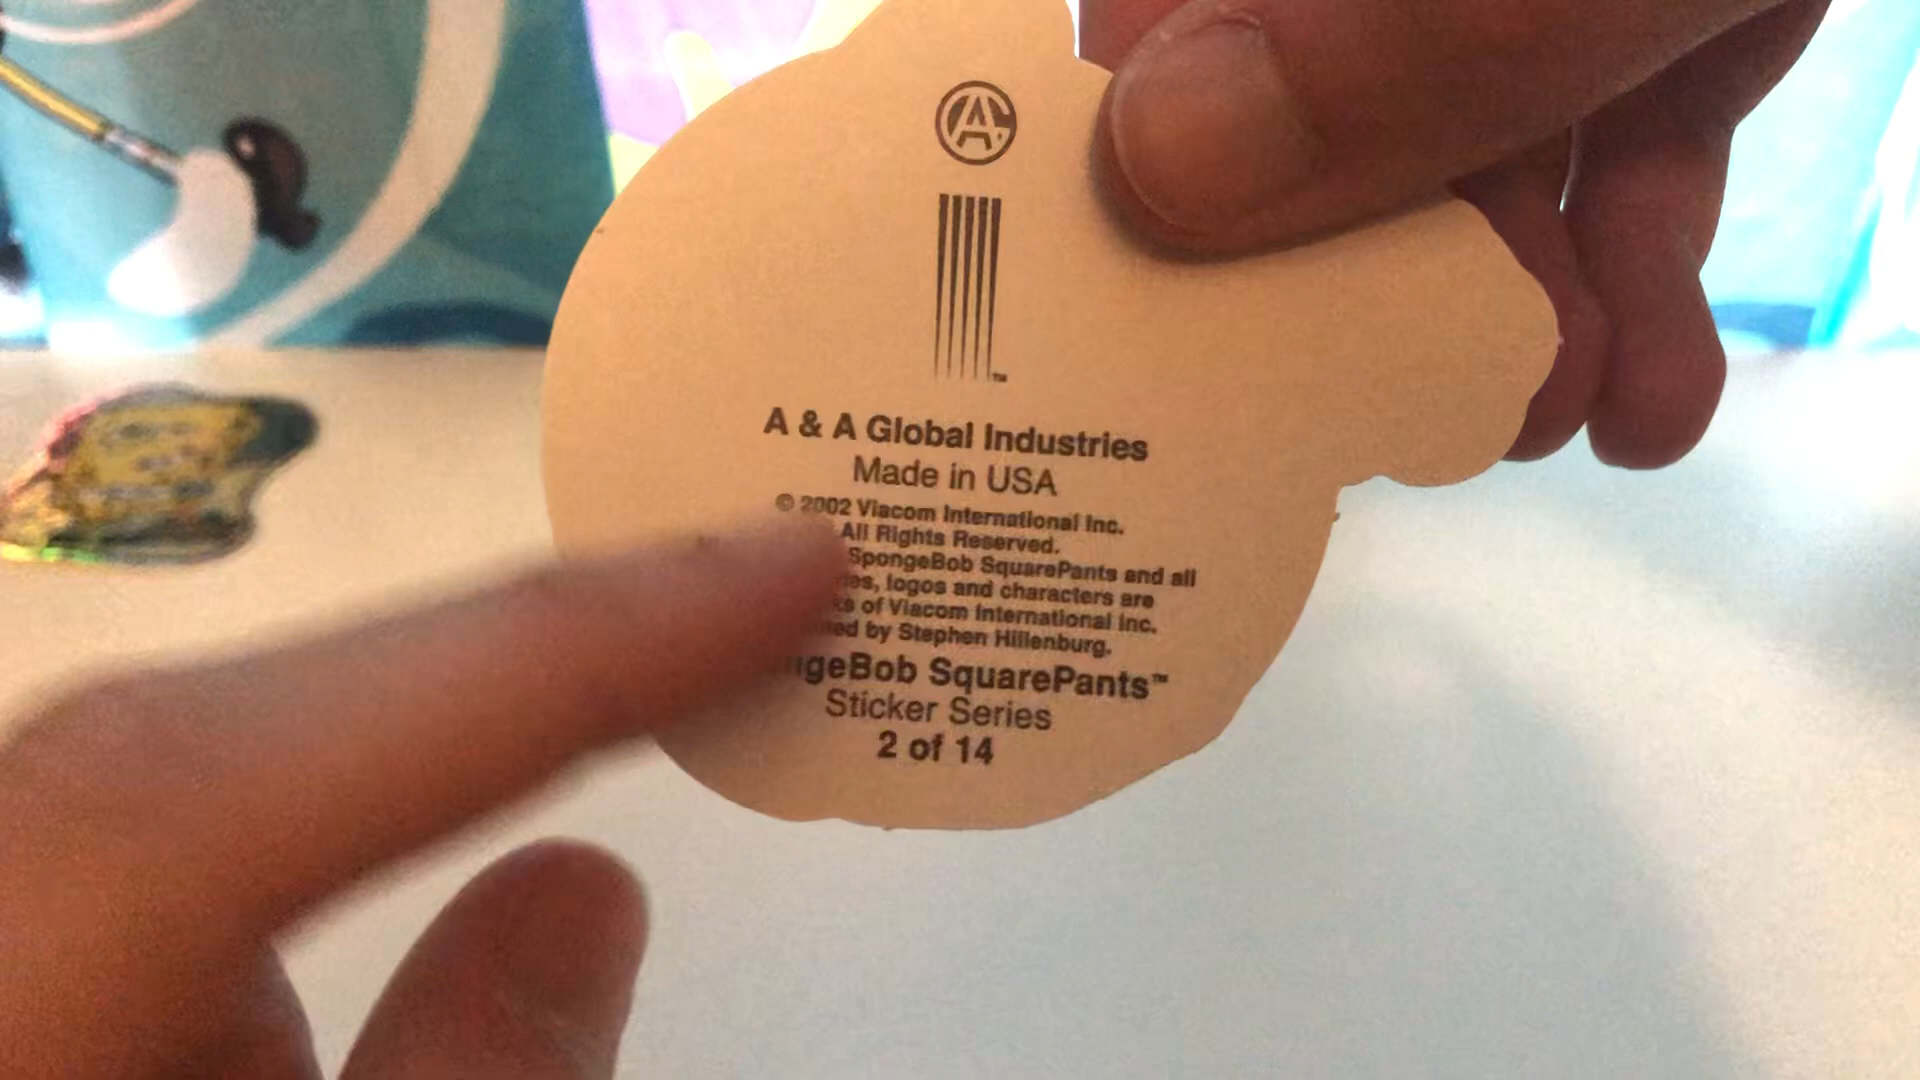 A & A Global Industries
Made in USA
© 2002 Viacom International Inc.
All Rights Reserved.
SpongeBob SquarePants and all
logos and characters are
of Viacom International Inc.
by Stephen Hillenburg.
SquarePants™
Sticker Series
2 of 14